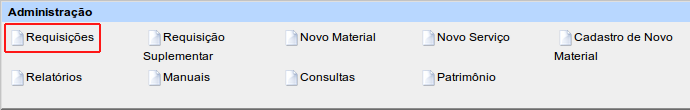 Administração
Requisições
Requisição
Suplementar
Novo Material
Novo Serviço
Cadastro de Novo
Material
Relatórios
Manuais
Consultas
Patrimônio